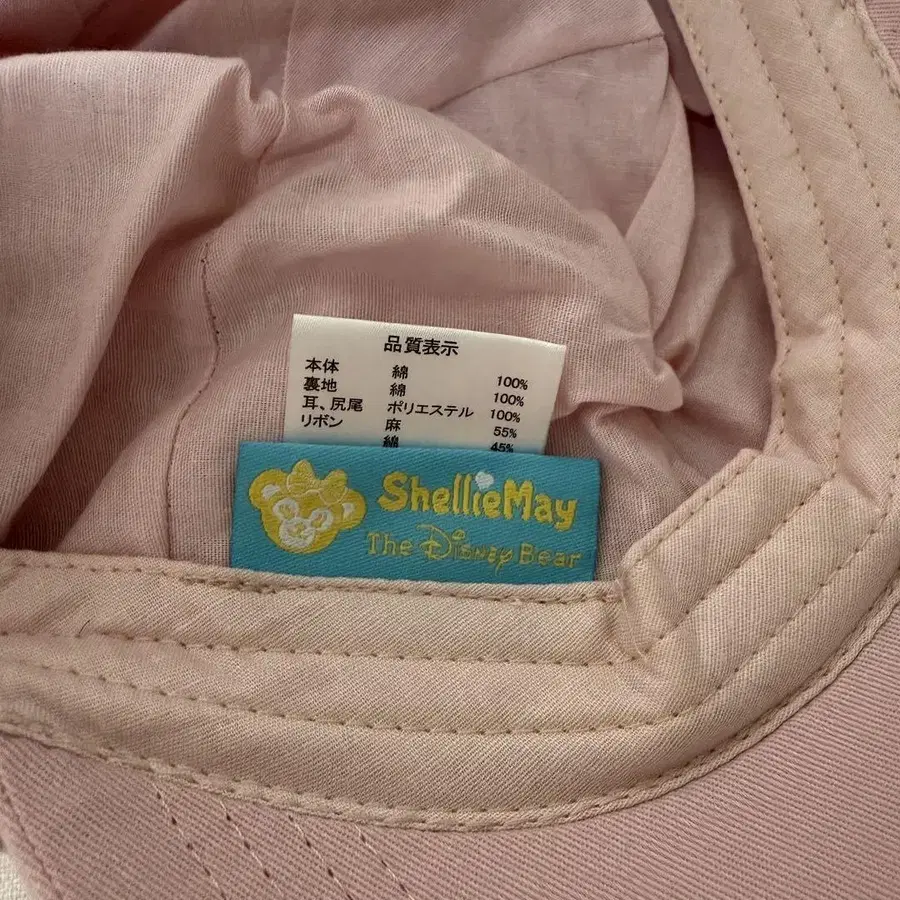 品質表示
本体 綿 100%
裏地 綿 100%
耳、尻尾 ポリエステル 100%
リボン 麻 55%
綿 45%
ShellieMay
The Disney Bear